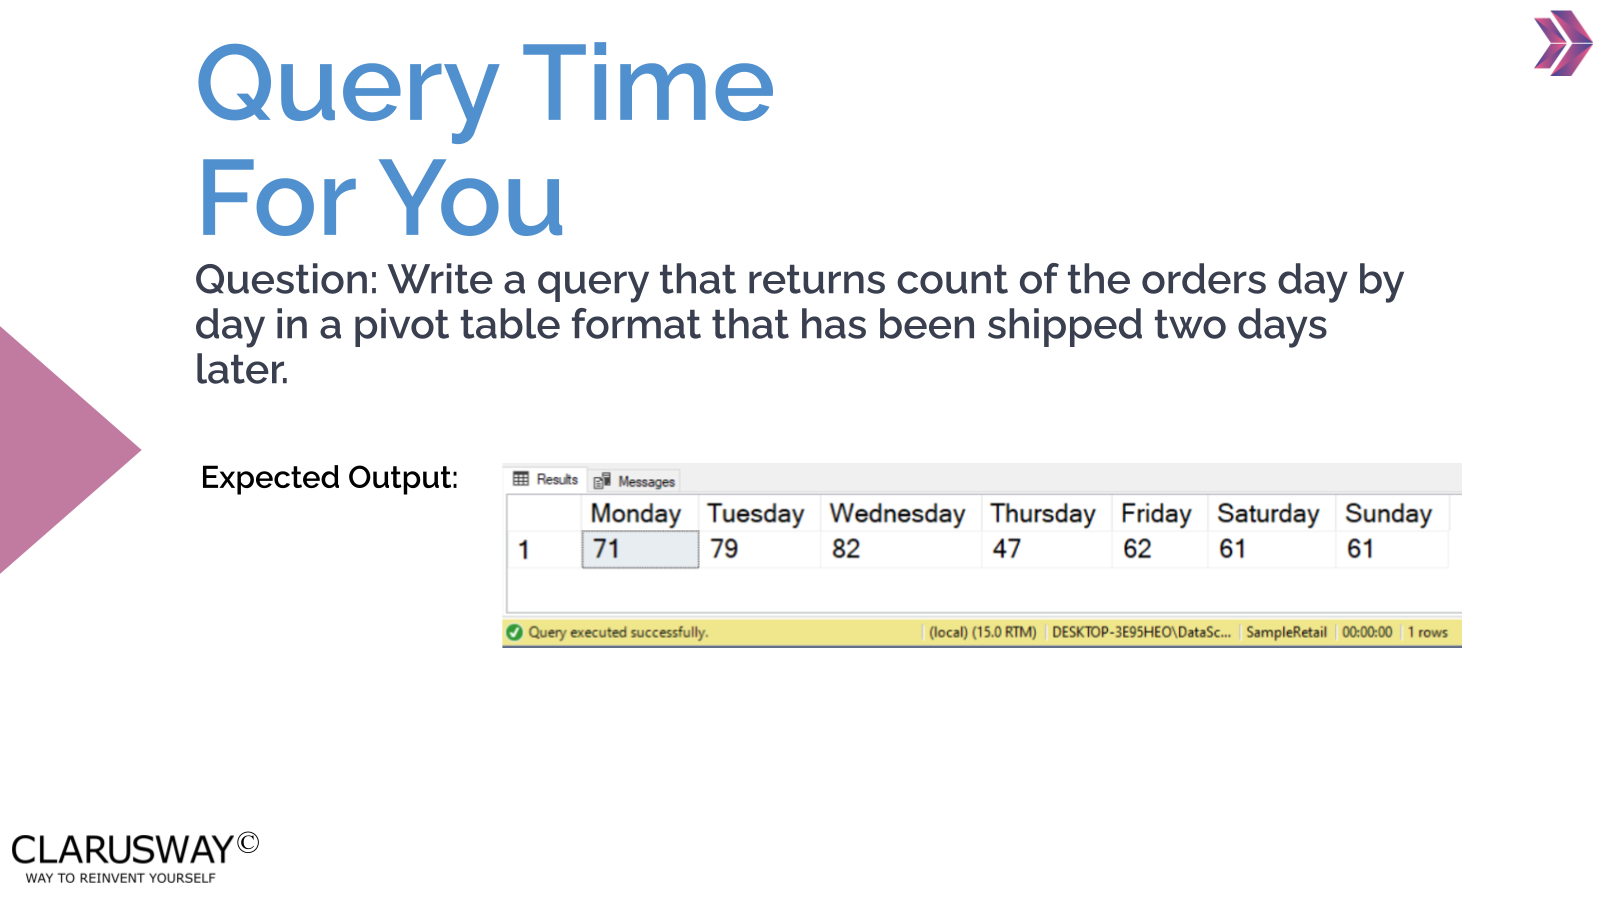 Query Time
For You
Question: Write a query that returns count of the orders day by
day in a pivot table format that has been shipped two days
later.
Expected Output:
Results Messages
Monday Tuesday Wednesday Thursday Friday Saturday Sunday
1 71 79 82 47 62 61 61
Query executed successfully. (local) (15.0 RTM) DESKTOP-3E95HEO\DataSc... SampleRetail 00:00:00 1 rows
CLARUSWAY©
WAY TO REINVENT YOURSELF